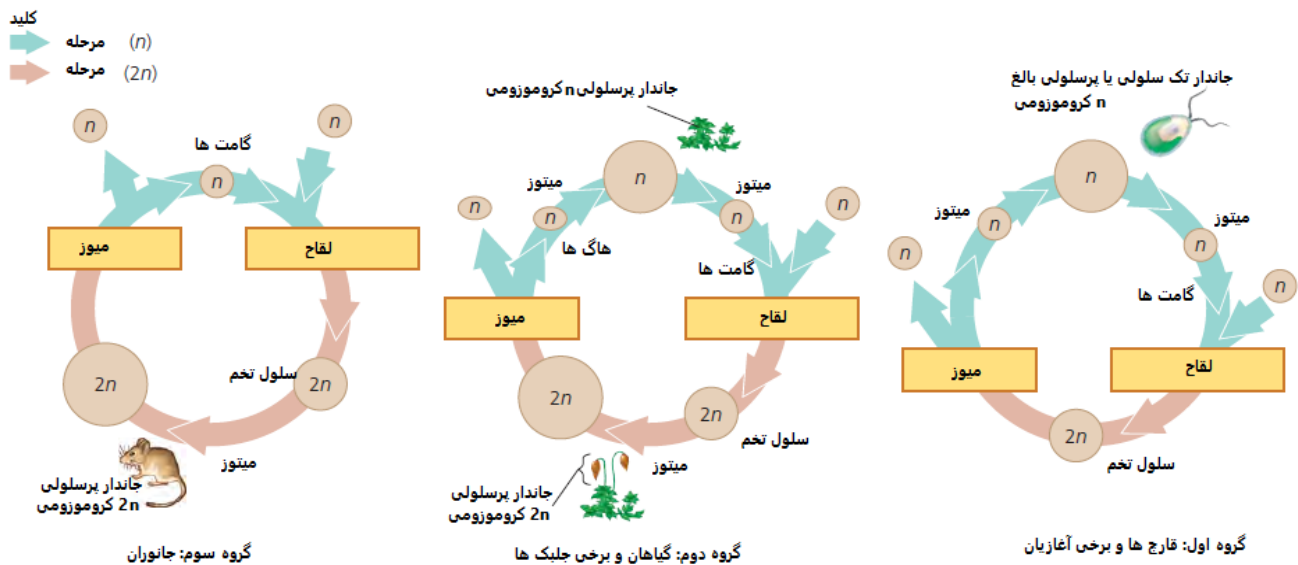 کلید
مرحله (n)
مرحله (2n)
n
n
گامت ها
n
میوز
لقاح
2n
سلول تخم
2n
میتوز
جاندار پرسلولی
2n کروموزومی
گروه سوم: جانوران
جاندار پرسلولی n کروموزومی
n
میتوز
میتوز
n
n
n
n
هاگ ها
گامت ها
میوز
لقاح
2n
2n
سلول تخم
میتوز
جاندار پرسلولی
2n کروموزومی
گروه دوم: گیاهان و برخی جلبک ها
جاندار تک سلولی یا پرسلولی بالغ
n کروموزومی
n
میتوز
میتوز
n
n
n
n
گامت ها
میوز
لقاح
2n
سلول تخم
گروه اول: قارچ ها و برخی آغازیان